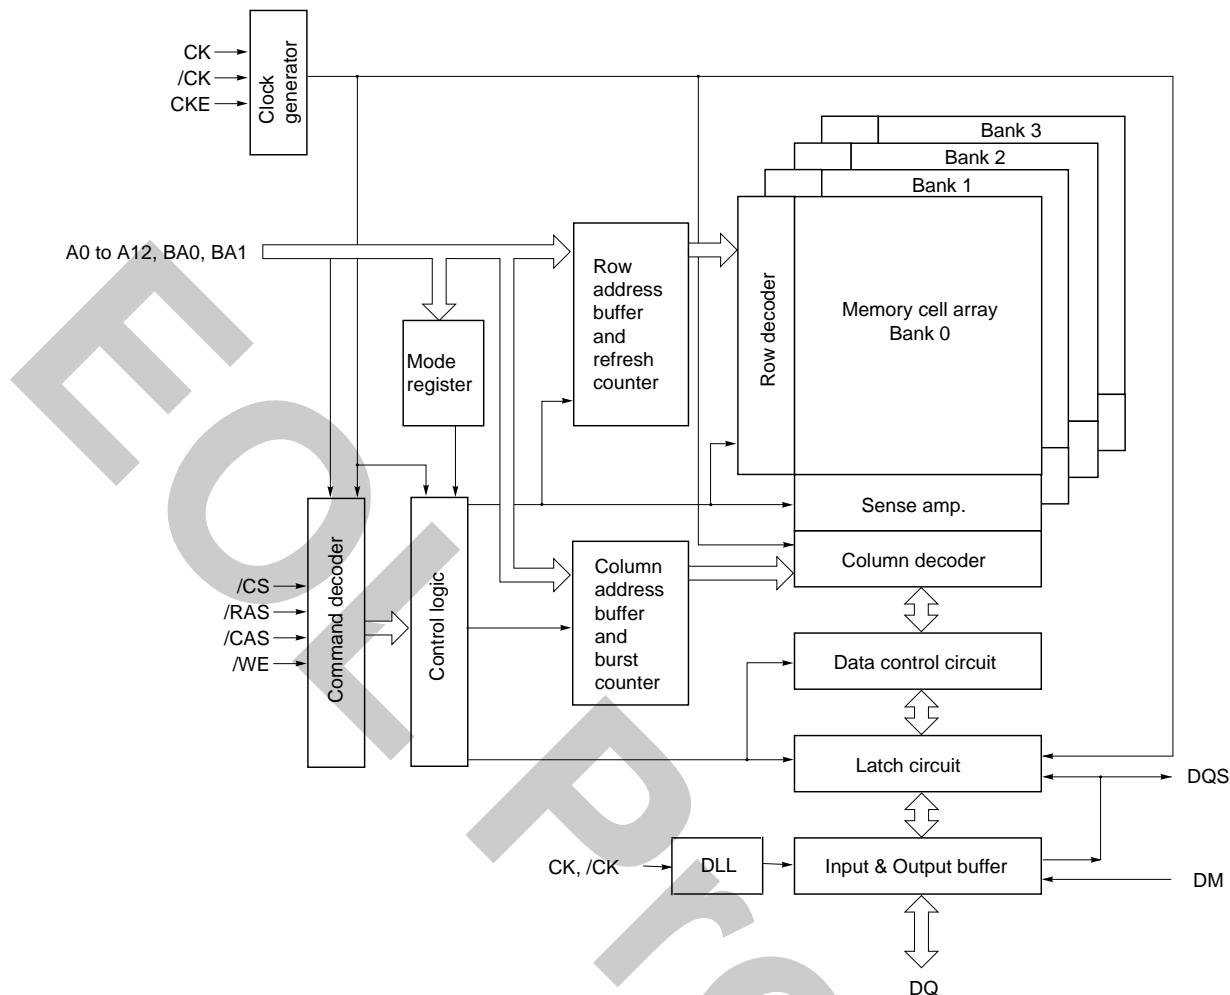 CK
/CK
CKE
Clock
generator
Bank 3
Bank 2
Bank 1
A0 to A12, BA0, BA1
Row
address
buffer
and
refresh
counter
Row decoder
Memory cell array
Bank 0
Mode
register
Sense amp.
Column decoder
Command decoder
Control logic
/CS
/RAS
/CAS
/WE
Column
address
buffer
and
burst
counter
Data control circuit
Latch circuit
DQS
CK, /CK
DLL
Input & Output buffer
DM
DQ
EOL Pro